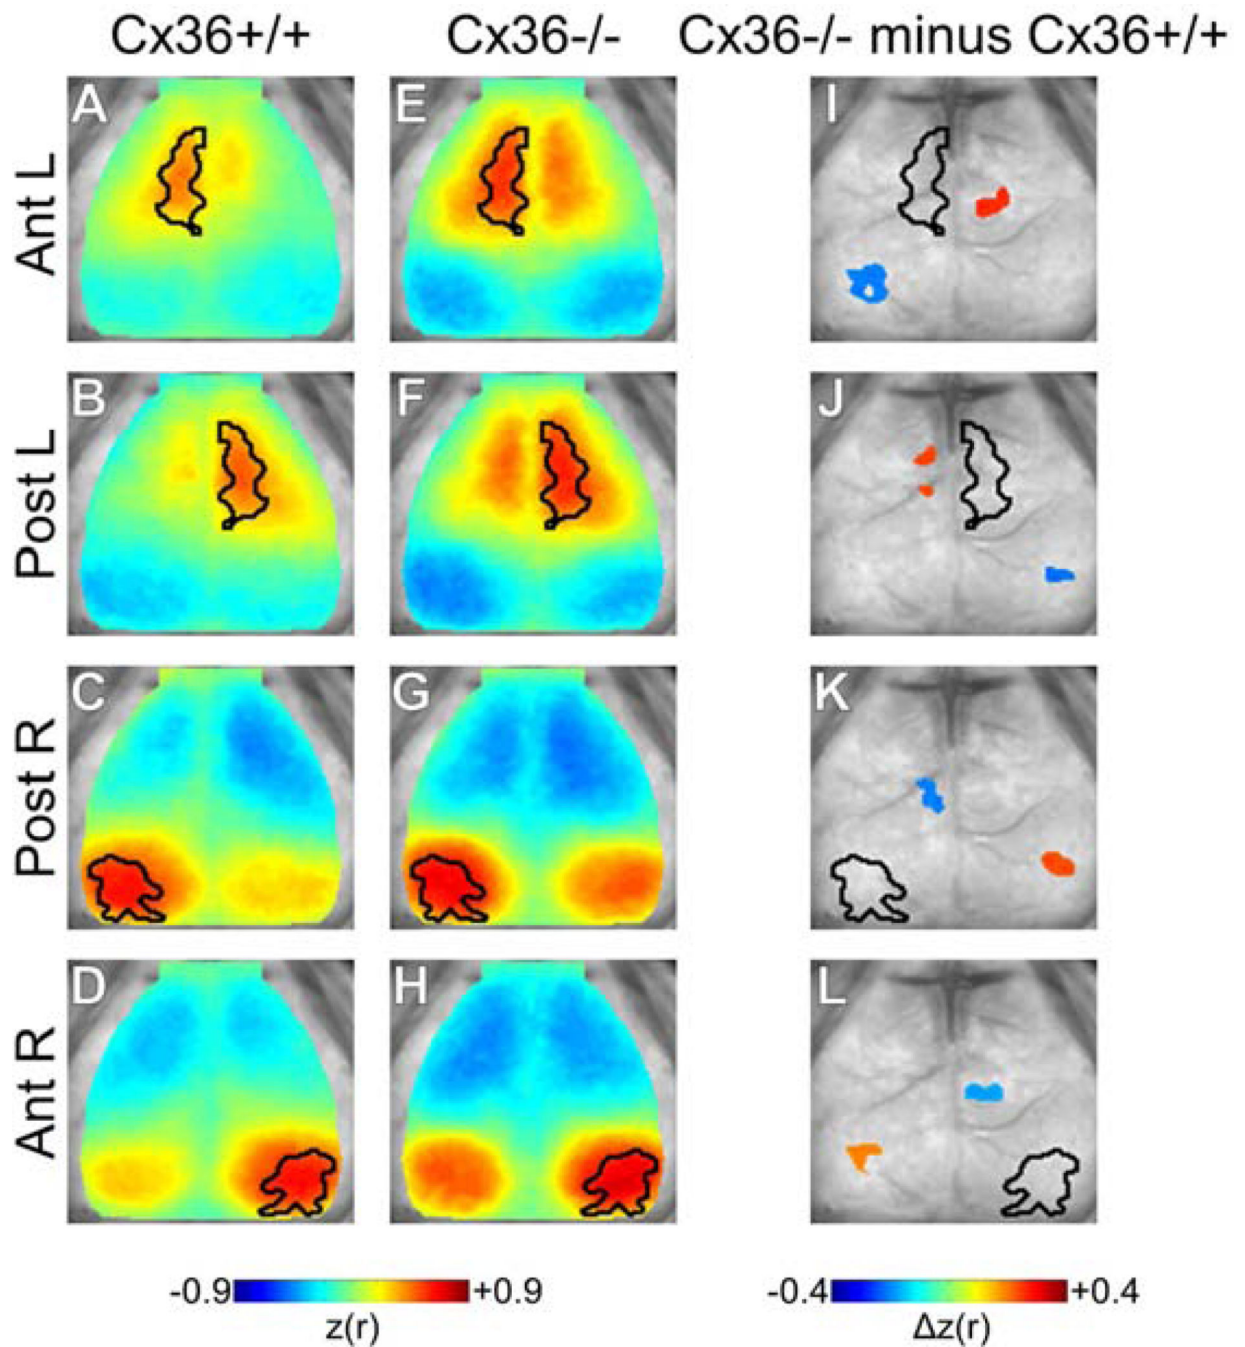 Cx36+/+ Cx36-/- Cx36-/- minus Cx36+/+
Ant L A E I
Post L B F J
Post R C G K
Ant R D H L
-0.9 +0.9 -0.4 +0.4
z(r) Δz(r)